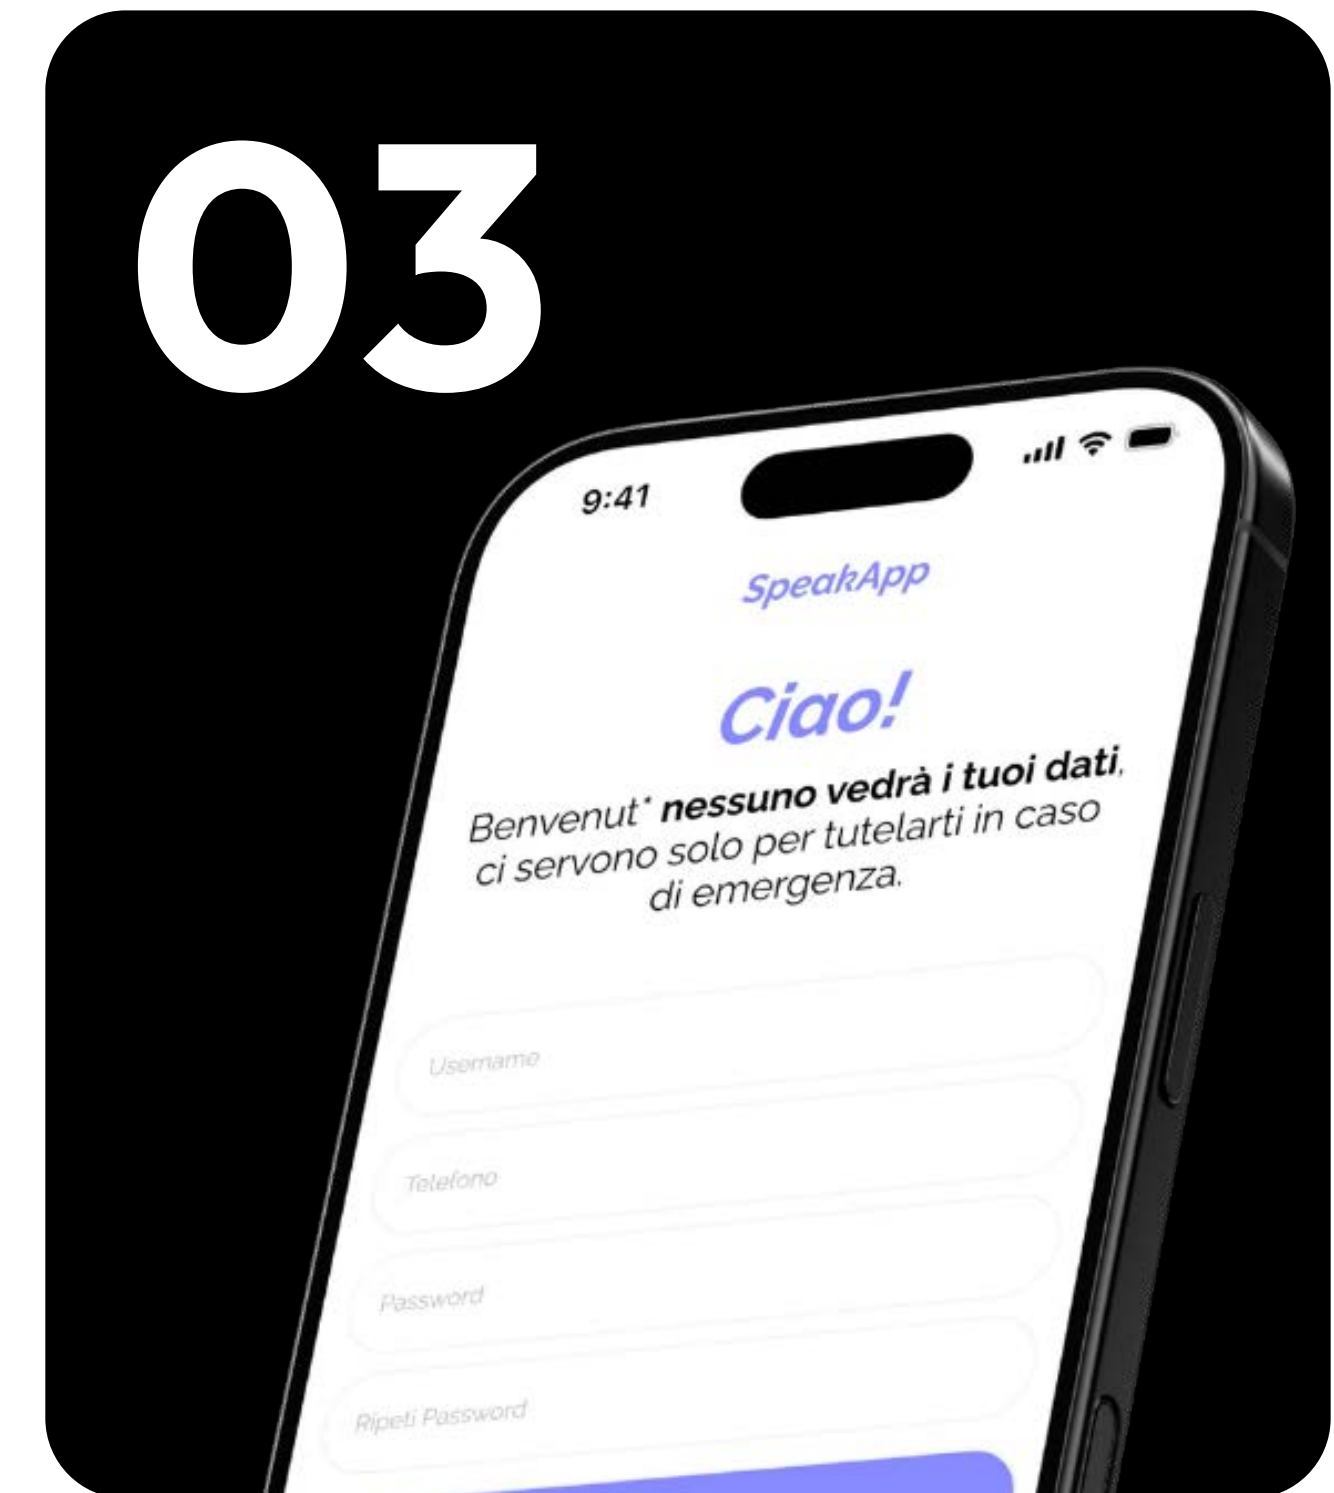 03
9:41
SpeakApp
Ciao!
Benvenut* nessuno vedrà i tuoi dati,
ci servono solo per tutelarti in caso
di emergenza.
Username
Telefono
Password
Ripeti Password